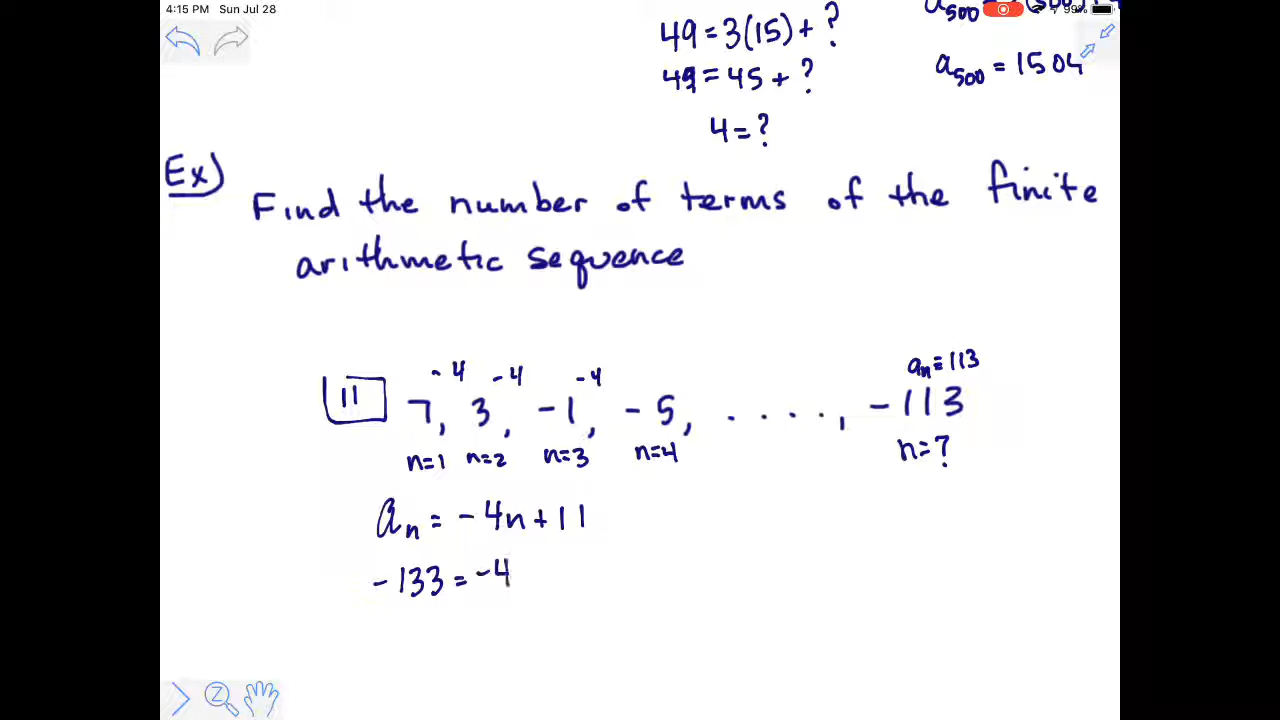 4:15 PM Sun Jul 28
99%
49 = 3(15) + ?
a500
49 = 45 + ?
a500 = 1504
4 = ?
Ex)
Find the number of terms of the finite
arithmetic sequence
-4 -4 -4
an = 113
11 7, 3, -1, -5, ...., -113
n=1 n=2 n=3 n=4 n=?
an = -4n + 11
-133 = -4
Z